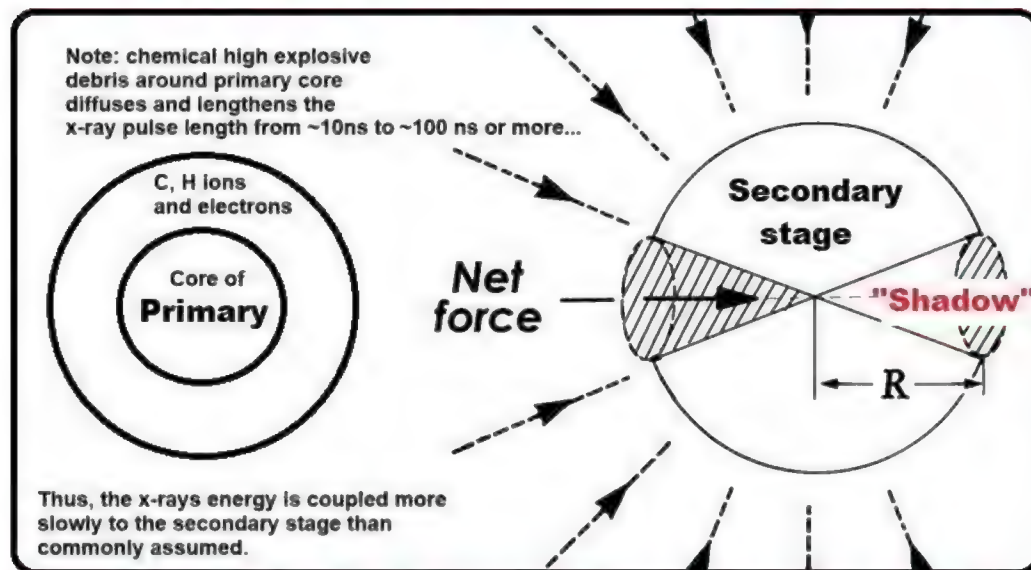 Note: chemical high explosive
debris around primary core
diffuses and lengthens the
x-ray pulse length from ~10ns to ~100 ns or more...
C, H ions
and electrons
Core of
Primary
Net
force
Secondary
stage
"Shadow"
R
Thus, the x-rays energy is coupled more
slowly to the secondary stage than
commonly assumed.